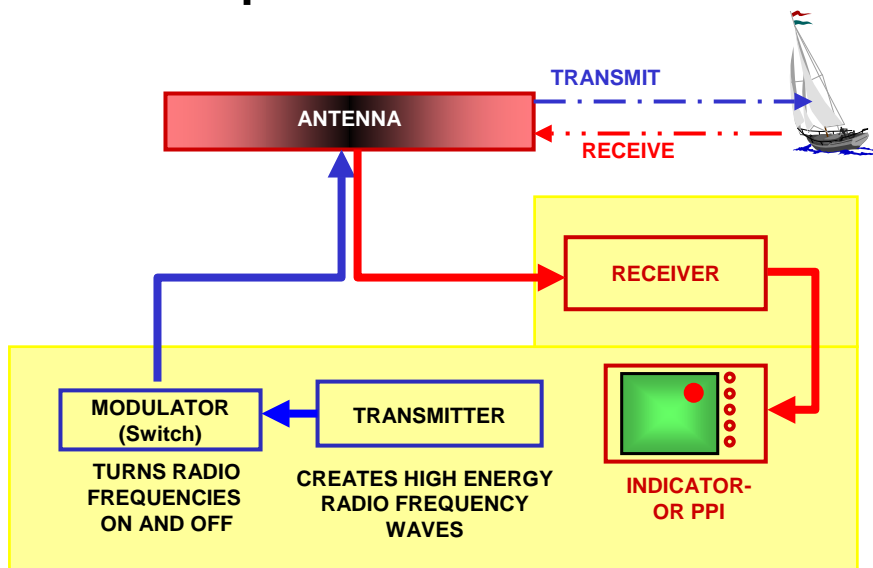 TRANSMIT
ANTENNA
RECEIVE
RECEIVER
MODULATOR
(Switch)
TRANSMITTER
TURNS RADIO
FREQUENCIES
ON AND OFF
CREATES HIGH ENERGY
RADIO FREQUENCY
WAVES
INDICATOR-
OR PPI